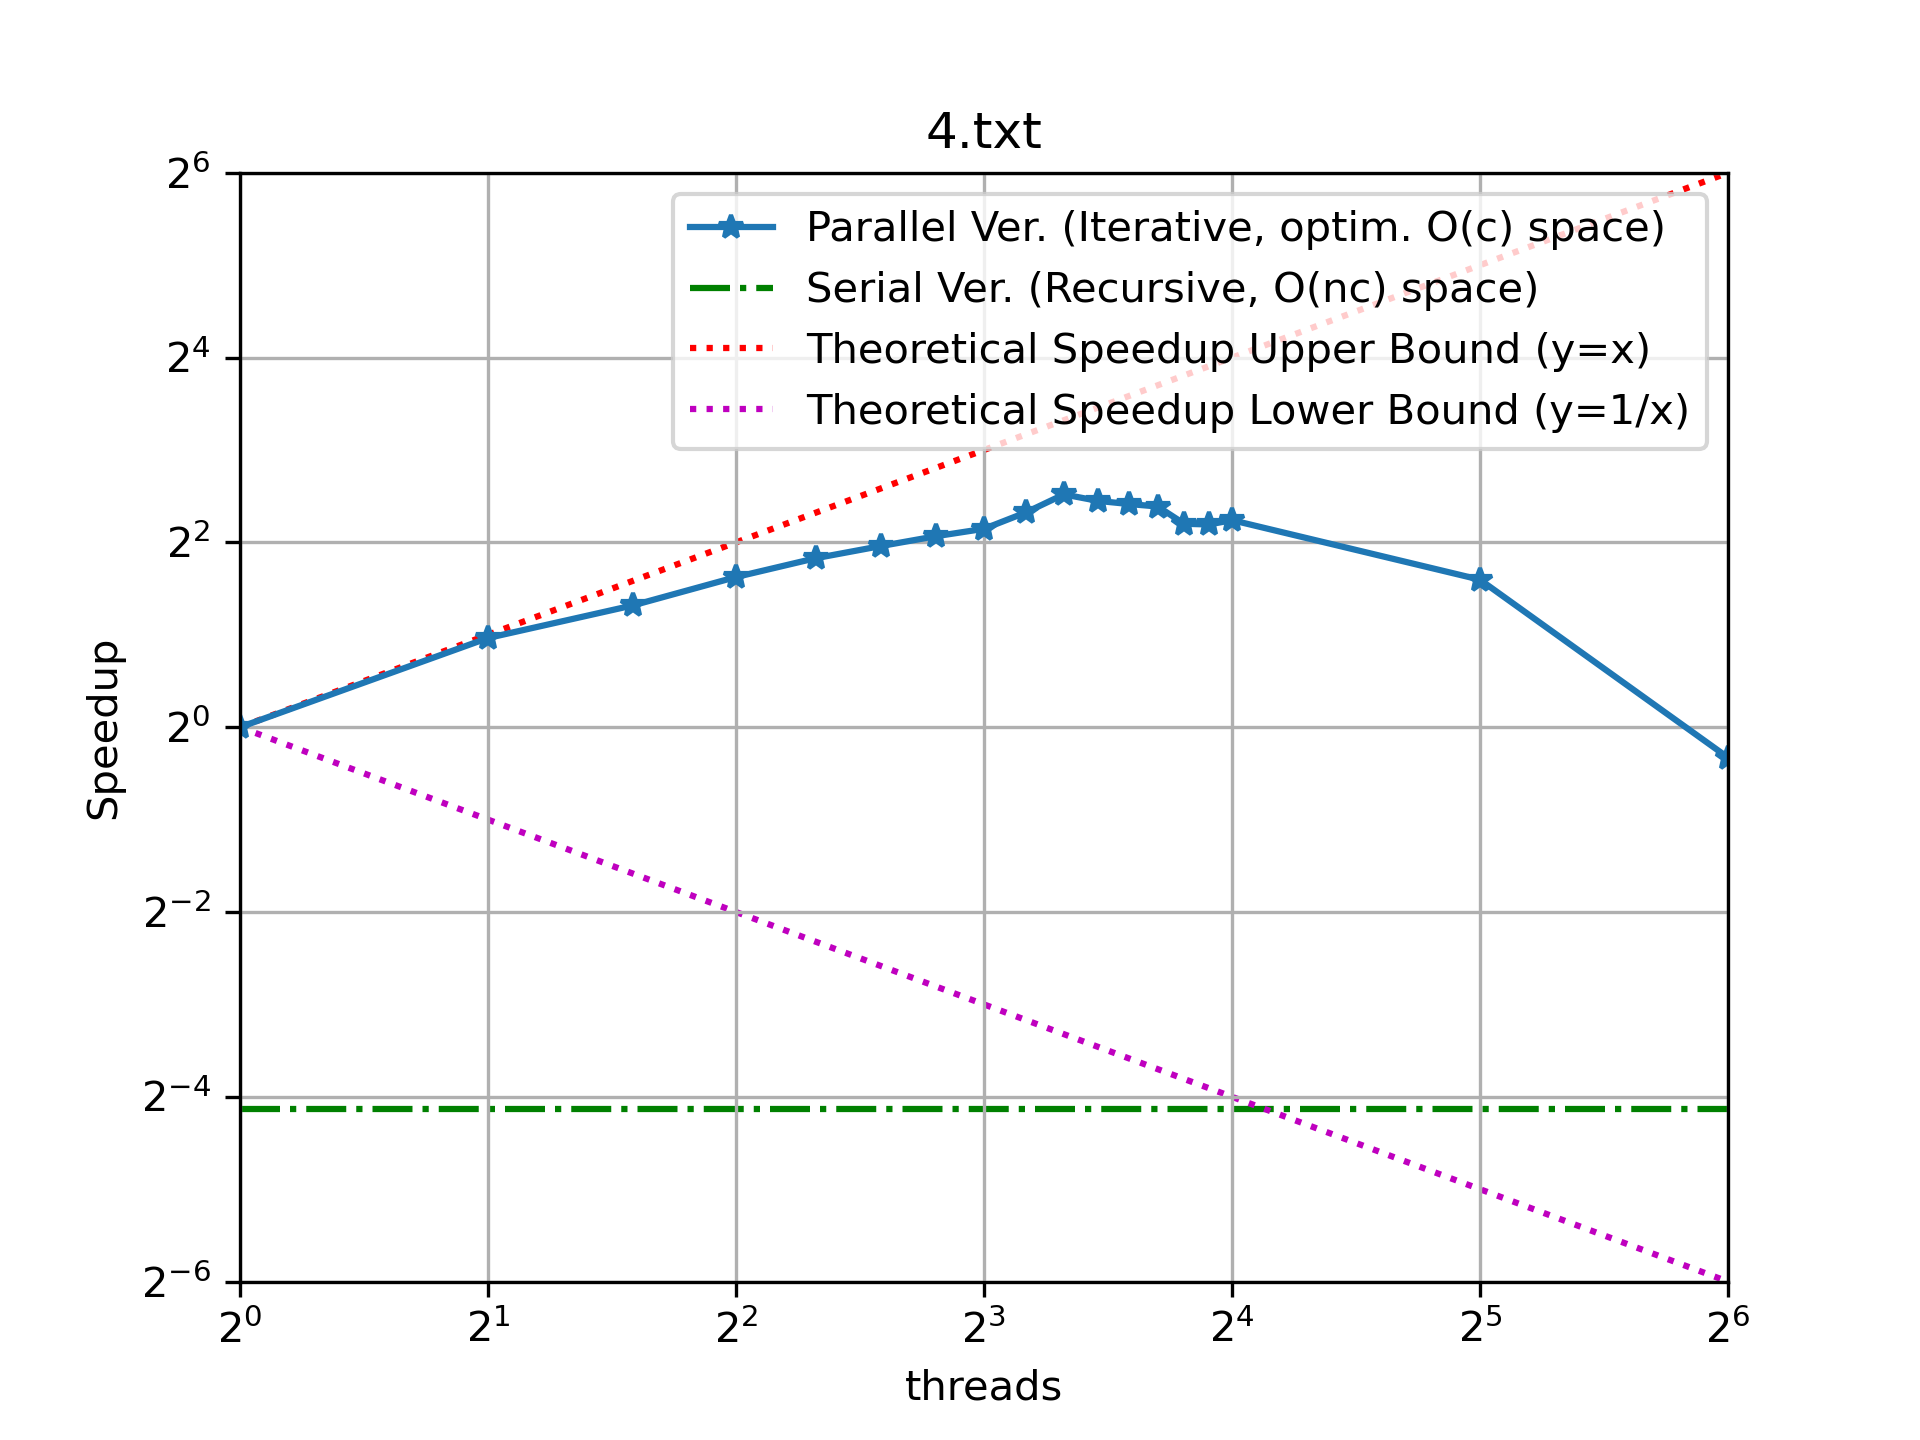 4.txt
2⁶
2⁴
2²
2⁰
2⁻²
2⁻⁴
2⁻⁶
Speedup
Parallel Ver. (Iterative, optim. O(c) space)
Serial Ver. (Recursive, O(nc) space)
Theoretical Speedup Upper Bound (y=x)
Theoretical Speedup Lower Bound (y=1/x)
2⁰ 2¹ 2² 2³ 2⁴ 2⁵ 2⁶
threads